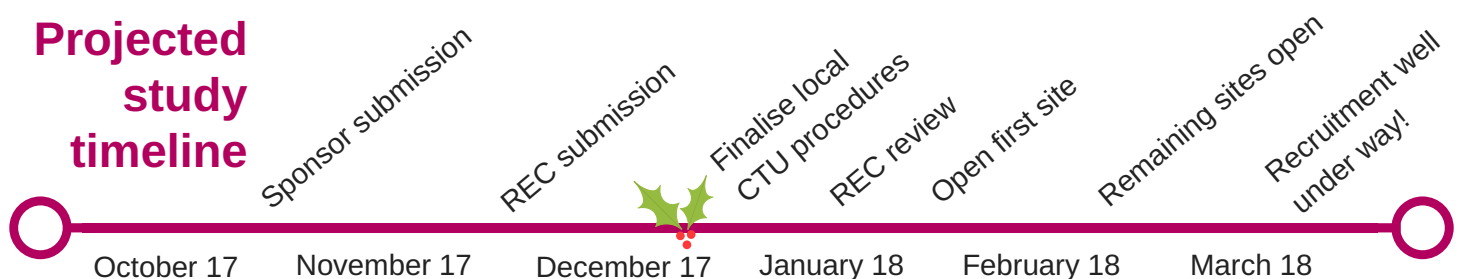 Projected
study
timeline
Sponsor submission
REC submission
Finalise local
CTU procedures
REC review
Open first site
Remaining sites open
Recruitment well
under way!
October 17
November 17
December 17
January 18
February 18
March 18